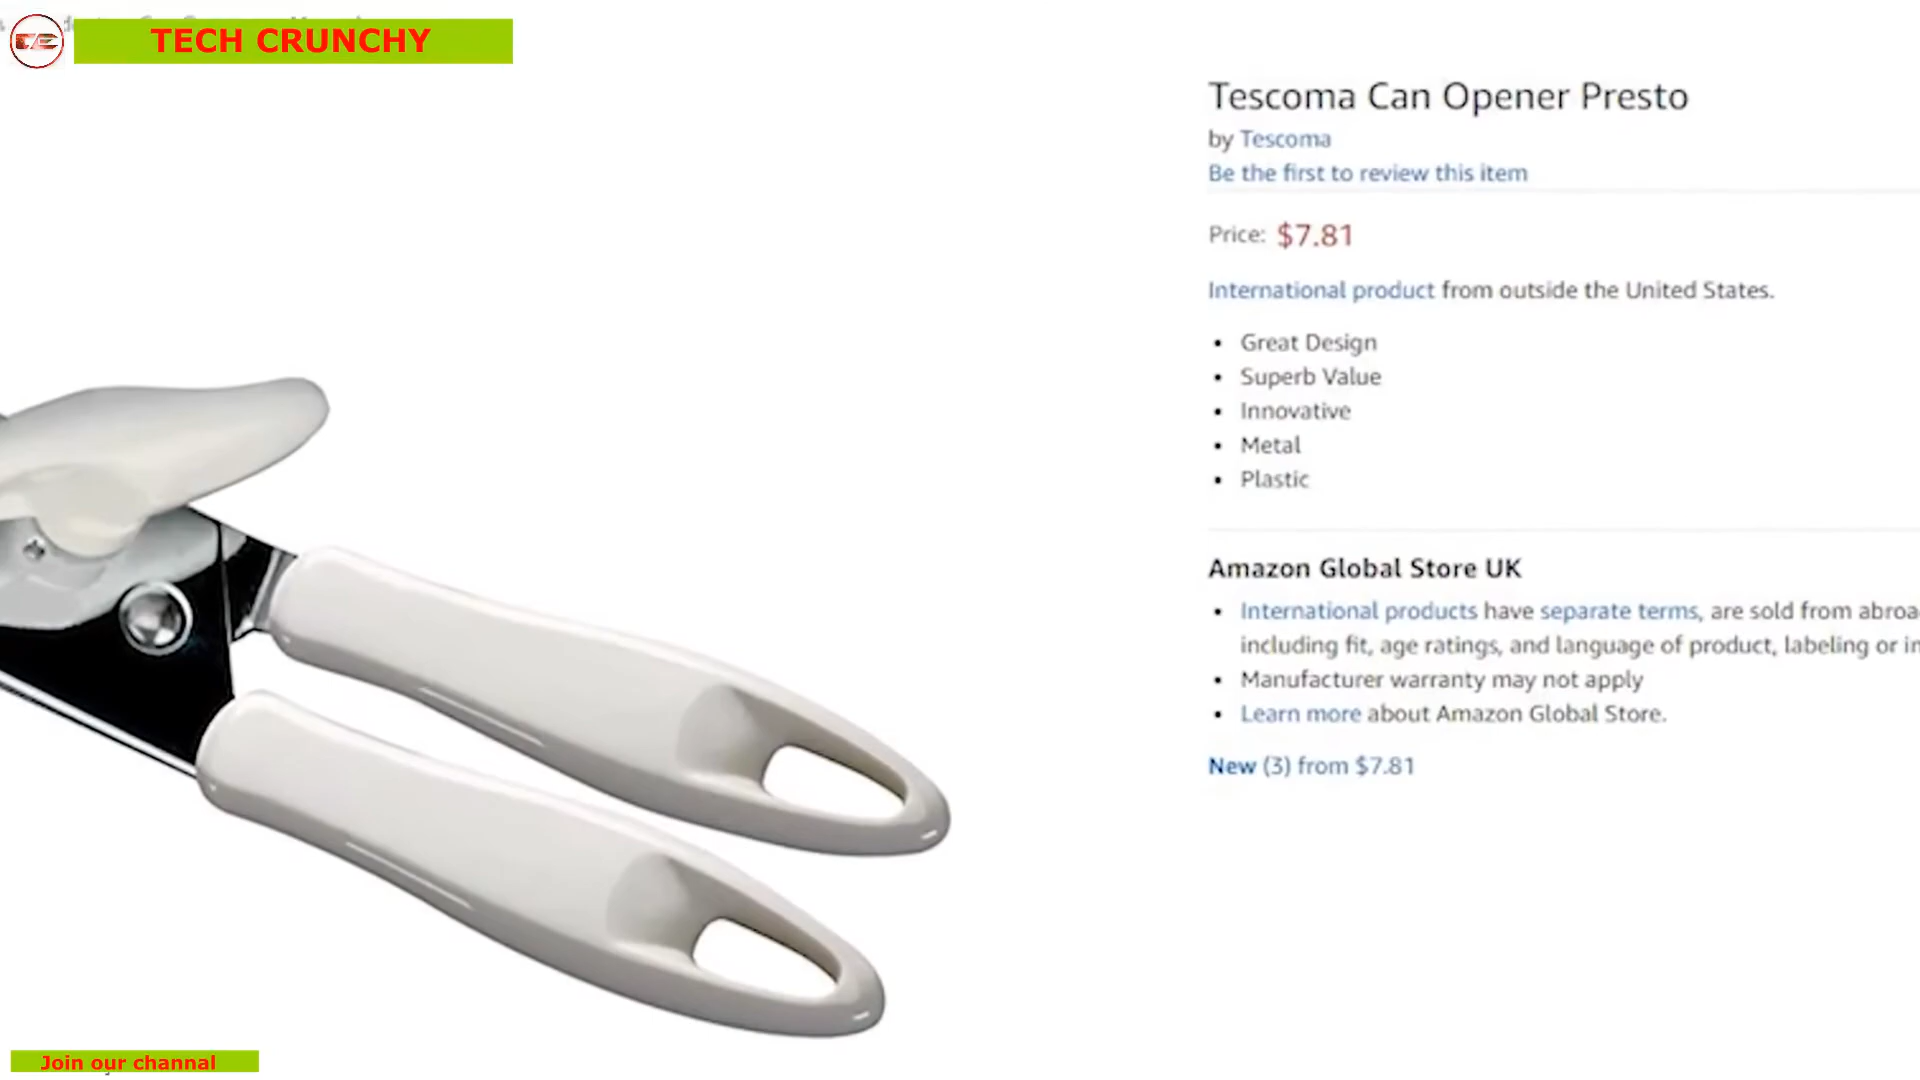 TECH CRUNCHY
Tescoma Can Opener Presto
by Tescoma
Be the first to review this item
Price: $7.81
International product from outside the United States.
• Great Design
• Superb Value
• Innovative
• Metal
• Plastic
Amazon Global Store UK
• International products have separate terms, are sold from
including fit, age ratings, and language of product, labeling or
• Manufacturer warranty may not apply
• Learn more about Amazon Global Store.
New (3) from $7.81
Join our channal